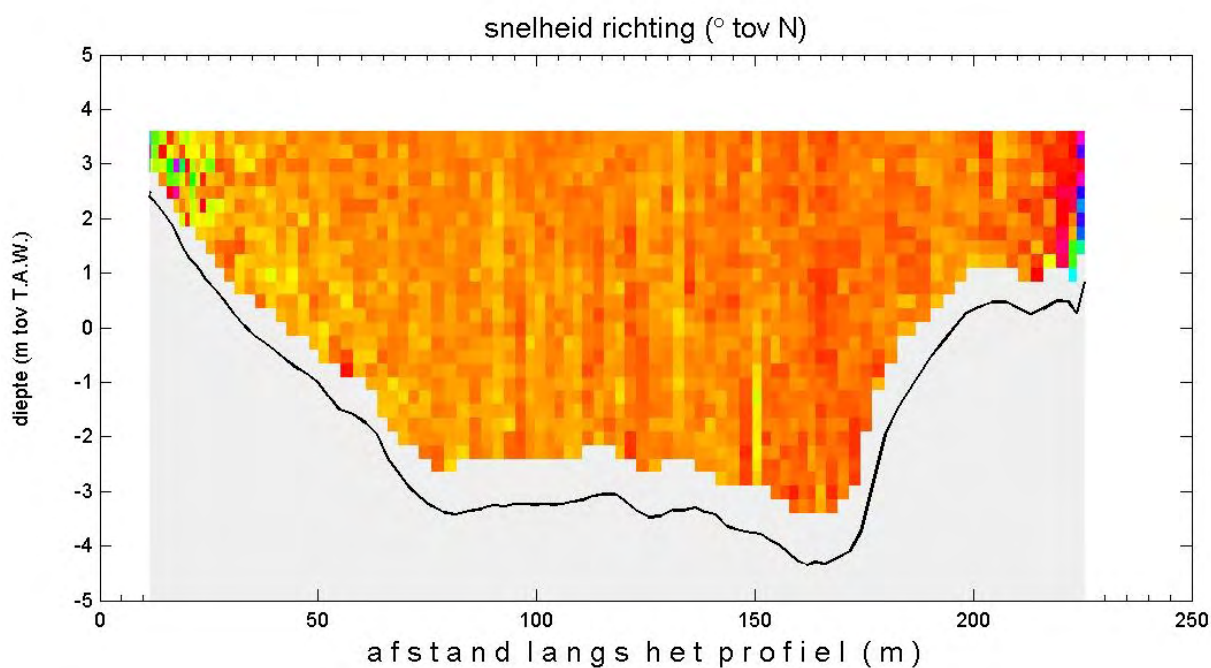 snelheid richting (° tov N)
diepte (m tov T.A.W.)
5
4
3
2
1
0
-1
-2
-3
-4
-5
0 50 100 150 200 250
afstand langs het profiel (m)